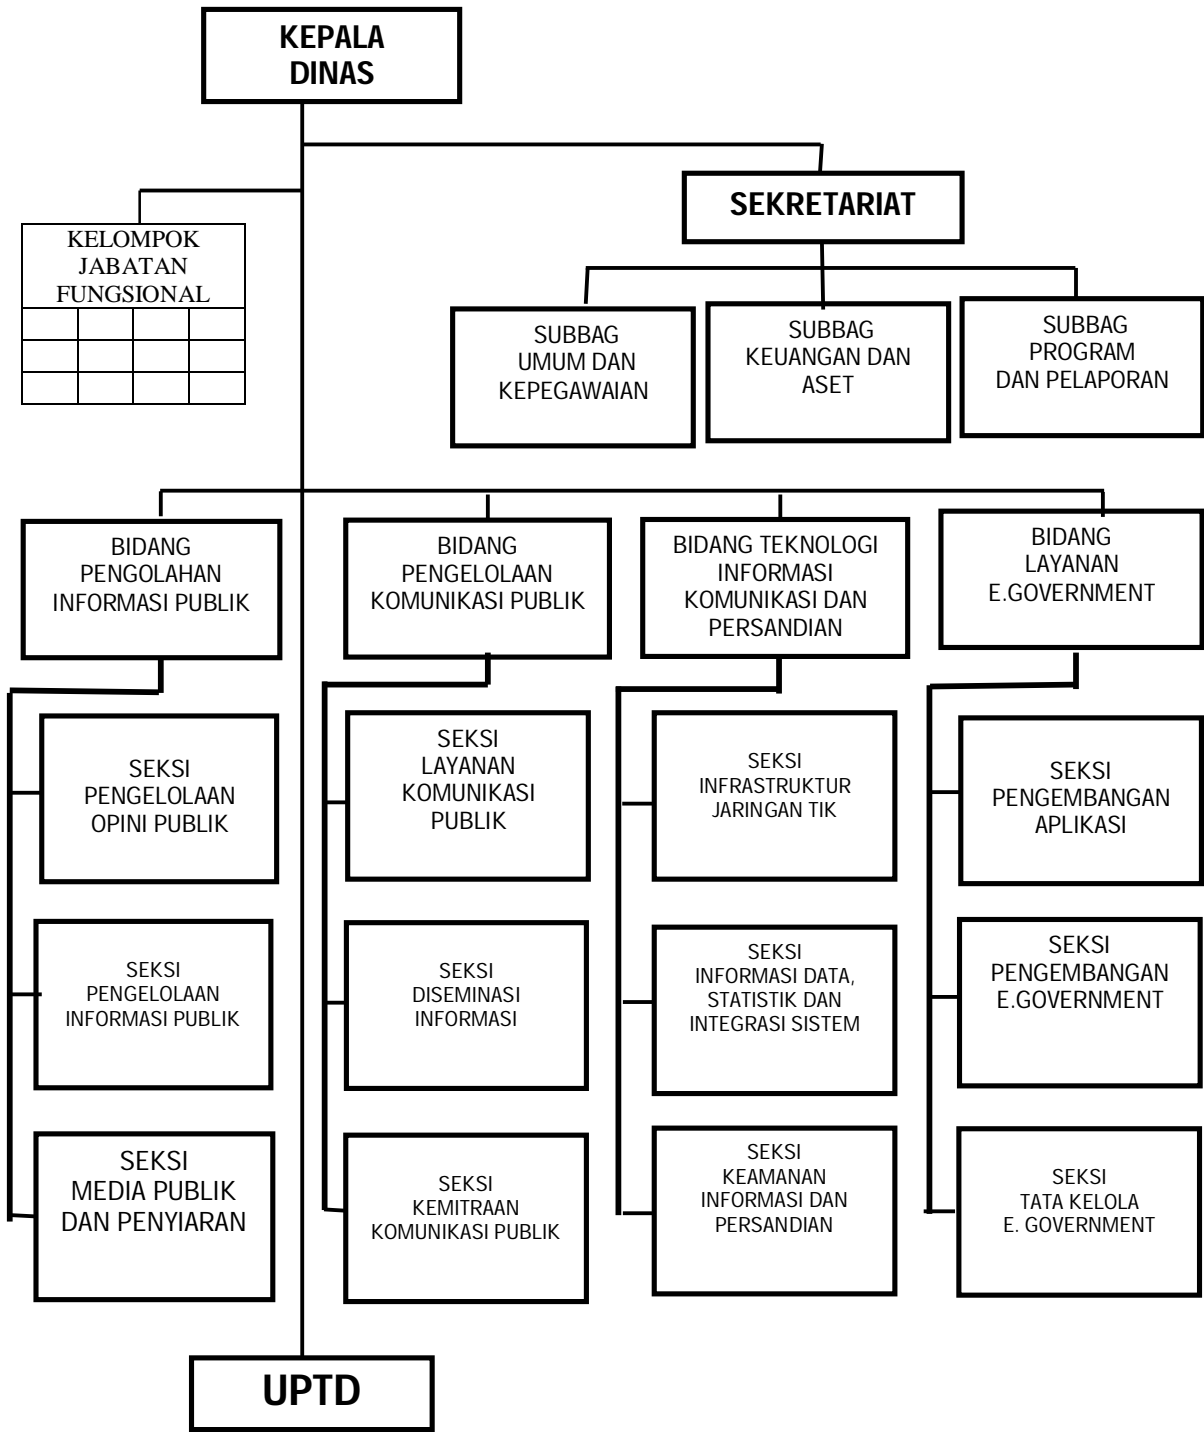 KEPALA
DINAS
SEKRETARIAT
KELOMPOK
JABATAN
FUNGSIONAL
SUBBAG
UMUM DAN
KEPEGAWAIAN
SUBBAG
KEUANGAN DAN
ASET
SUBBAG
PROGRAM
DAN PELAPORAN
BIDANG
PENGOLAHAN
INFORMASI PUBLIK
BIDANG
PENGELOLAAN
KOMUNIKASI PUBLIK
BIDANG TEKNOLOGI
INFORMASI
KOMUNIKASI DAN
PERSANDIAN
BIDANG
LAYANAN
E.GOVERNMENT
SEKSI
PENGELOLAAN
OPINI PUBLIK
SEKSI
LAYANAN
KOMUNIKASI
PUBLIK
SEKSI
INFRASTRUKTUR
JARINGAN TIK
SEKSI
PENGEMBANGAN
APLIKASI
SEKSI
PENGELOLAAN
INFORMASI PUBLIK
SEKSI
DISEMINASI
INFORMASI
SEKSI
INFORMASI DATA,
STATISTIK DAN
INTEGRASI SISTEM
SEKSI
PENGEMBANGAN
E.GOVERNMENT
SEKSI
MEDIA PUBLIK
DAN PENYIARAN
SEKSI
KEMITRAAN
KOMUNIKASI PUBLIK
SEKSI
KEAMANAN
INFORMASI DAN
PERSANDIAN
SEKSI
TATA KELOLA
E. GOVERNMENT
UPTD